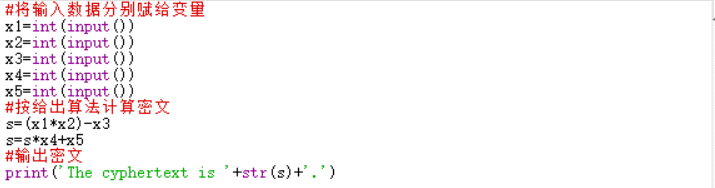 #将输入数据分别赋给变量
x1=int(input())
x2=int(input())
x3=int(input())
x4=int(input())
x5=int(input())
#按给出算法计算密文
s=(x1*x2)-x3
s=s*x4+x5
#输出密文
print('The cyphertext is '+str(s)+'.')